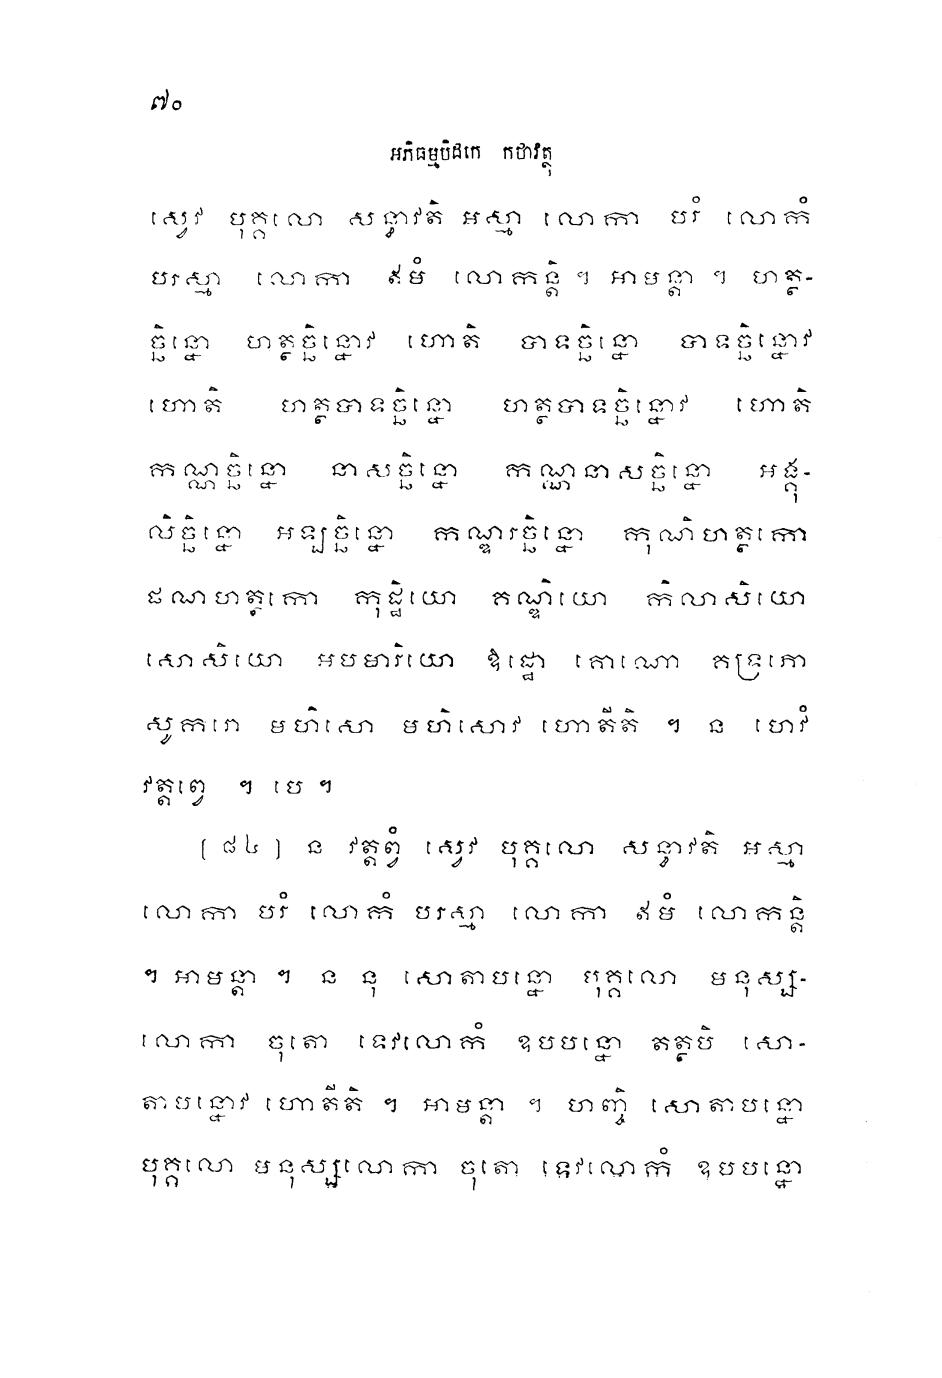 ៧០
អភិធម្មបិដកេ កថាវត្ថុ
ស្វេវ បុគ្គលោ សន្ធាវតិ អស្មា លោកា បរំ លោកំ
បរស្មា លោកា ឥមំ លោកន្តិ ។ អាមន្តា ។ ហត្ថ-
ច្ឆិន្នោ ហត្ថច្ឆិន្នោវ ហោតិ បាទច្ឆិន្នោ បាទច្ឆិន្នោវ
ហោតិ ហត្ថបាទច្ឆិន្នោ ហត្ថបាទច្ឆិន្នោវ ហោតិ
កណ្ណច្ឆិន្នោ នាសច្ឆិន្នោ កណ្ណនាសច្ឆិន្នោ អង្គុ-
លិច្ឆិន្នោ អឡច្ឆិន្នោ កណ្ឌរច្ឆិន្នោ កុណិហត្ថកោ
ផណហត្ថកោ កុដ្ឋិយោ គណ្ឌិយោ កិលាសិយោ
សោសិយោ អបមារិយោ ឱដ្ឋោ គោណោ គទ្រភោ
សូករោ មហិសោ មហិសោវ ហោតីតិ ។ ន ហេវំ
វត្តព្វេ ។ បេ ។
[ ៨៤ ] ន វត្តព្វំ ស្វេវ បុគ្គលោ សន្ធាវតិ អស្មា
លោកា បរំ លោកំ បរស្មា លោកា ឥមំ លោកន្តិ
។ អាមន្តា ។ ន នុ សោតាបន្នោ បុគ្គលោ មនុស្ស-
លោកា ចុតោ ទេវលោកំ ឧបបន្នោ តត្ថបិ សោ-
តាបន្នោវ ហោតីតិ ។ អាមន្តា ។ ហញ្ចិ សោតាបន្នោ
បុគ្គលោ មនុស្សលោកា ចុតោ ទេវលោកំ ឧបបន្នោ